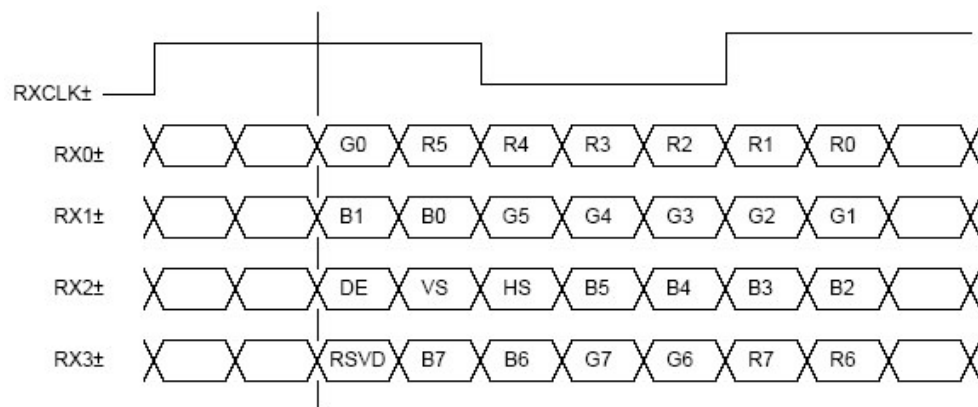 RXCLK±
RX0± G0 R5 R4 R3 R2 R1 R0
RX1± B1 B0 G5 G4 G3 G2 G1
RX2± DE VS HS B5 B4 B3 B2
RX3± RSVD B7 B6 G7 G6 R7 R6